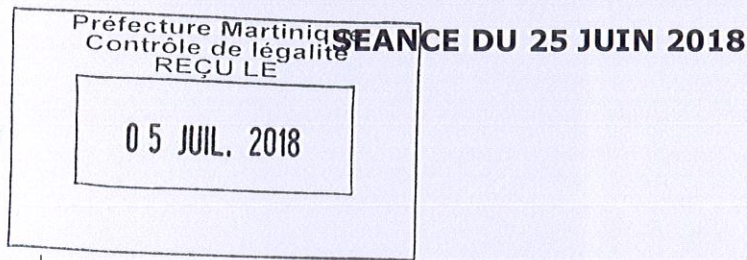 Préfecture Martinique
Contrôle de légalité
REÇU LE
05 JUIL. 2018
SEANCE DU 25 JUIN 2018